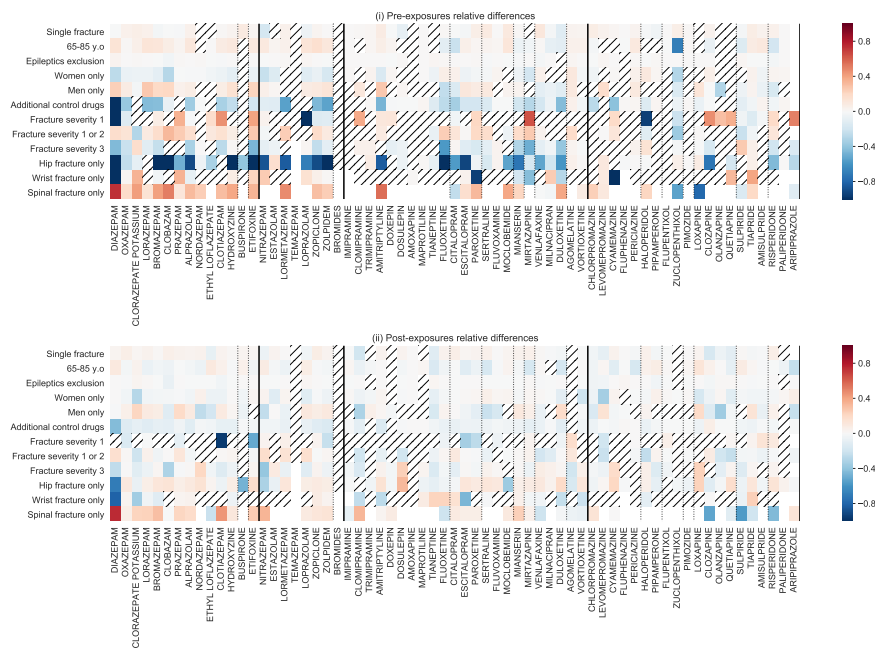 (i) Pre-exposures relative differences
Single fracture
65-85 y.o
Epileptics exclusion
Women only
Men only
Additional control drugs
Fracture severity 1
Fracture severity 1 or 2
Fracture severity 3
Hip fracture only
Wrist fracture only
Spinal fracture only
DIAZEPAM
OXAZEPAM
CLORAZEPATE POTASSIUM
LORAZEPAM
BROMAZEPAM
CLOBAZAM
PRAZEPAM
ALPRAZOLAM
NORDAZEPAM
ETHYL LOFLAZEPATE
CLOTIAZEPAM
HYDROXYZINE
BUSPIRONE
ETIFOXINE
NITRAZEPAM
ESTAZOLAM
LORMETAZEPAM
TEMAZEPAM
LOPRAZOLAM
ZOPICLONE
ZOLPIDEM
BROMIDES
IMIPRAMINE
CLOMIPRAMINE
TRIMIPRAMINE
AMITRIPTYLINE
DOXEPIN
DOSULEPIN
AMOXAPINE
MAPROTILINE
TIANEPTINE
FLUOXETINE
CITALOPRAM
ESCITALOPRAM
PAROXETINE
SERTRALINE
FLUVOXAMINE
MOCLOBEMIDE
MIANSERIN
MIRTAZAPINE
VENLAFAXINE
MILNACIPRAN
DULOXETINE
AGOMELATINE
VORTIOXETINE
CHLORPROMAZINE
LEVOMEPROMAZINE
CYAMEMAZINE
FLUPHENAZINE
PERICIAZINE
HALOPERIDOL
PIPAMPERONE
FLUPENTIXOL
ZUCLOPENTHIXOL
PIMOZIDE
LOXAPINE
CLOZAPINE
OLANZAPINE
QUETIAPINE
SULPIRIDE
TIAPRIDE
AMISULPRIDE
RISPERIDONE
PALIPERIDONE
ARIPIPRAZOLE
0.8
0.4
0.0
−0.4
−0.8
(ii) Post-exposures relative differences
Single fracture
65-85 y.o
Epileptics exclusion
Women only
Men only
Additional control drugs
Fracture severity 1
Fracture severity 1 or 2
Fracture severity 3
Hip fracture only
Wrist fracture only
Spinal fracture only
DIAZEPAM
OXAZEPAM
CLORAZEPATE POTASSIUM
LORAZEPAM
BROMAZEPAM
CLOBAZAM
PRAZEPAM
ALPRAZOLAM
NORDAZEPAM
ETHYL LOFLAZEPATE
CLOTIAZEPAM
HYDROXYZINE
BUSPIRONE
ETIFOXINE
NITRAZEPAM
ESTAZOLAM
LORMETAZEPAM
TEMAZEPAM
LOPRAZOLAM
ZOPICLONE
ZOLPIDEM
BROMIDES
IMIPRAMINE
CLOMIPRAMINE
TRIMIPRAMINE
AMITRIPTYLINE
DOXEPIN
DOSULEPIN
AMOXAPINE
MAPROTILINE
TIANEPTINE
FLUOXETINE
CITALOPRAM
ESCITALOPRAM
PAROXETINE
SERTRALINE
FLUVOXAMINE
MOCLOBEMIDE
MIANSERIN
MIRTAZAPINE
VENLAFAXINE
MILNACIPRAN
DULOXETINE
AGOMELATINE
VORTIOXETINE
CHLORPROMAZINE
LEVOMEPROMAZINE
CYAMEMAZINE
FLUPHENAZINE
PERICIAZINE
HALOPERIDOL
PIPAMPERONE
FLUPENTIXOL
ZUCLOPENTHIXOL
PIMOZIDE
LOXAPINE
CLOZAPINE
OLANZAPINE
QUETIAPINE
SULPIRIDE
TIAPRIDE
AMISULPRIDE
RISPERIDONE
PALIPERIDONE
ARIPIPRAZOLE
0.8
0.4
0.0
−0.4
−0.8